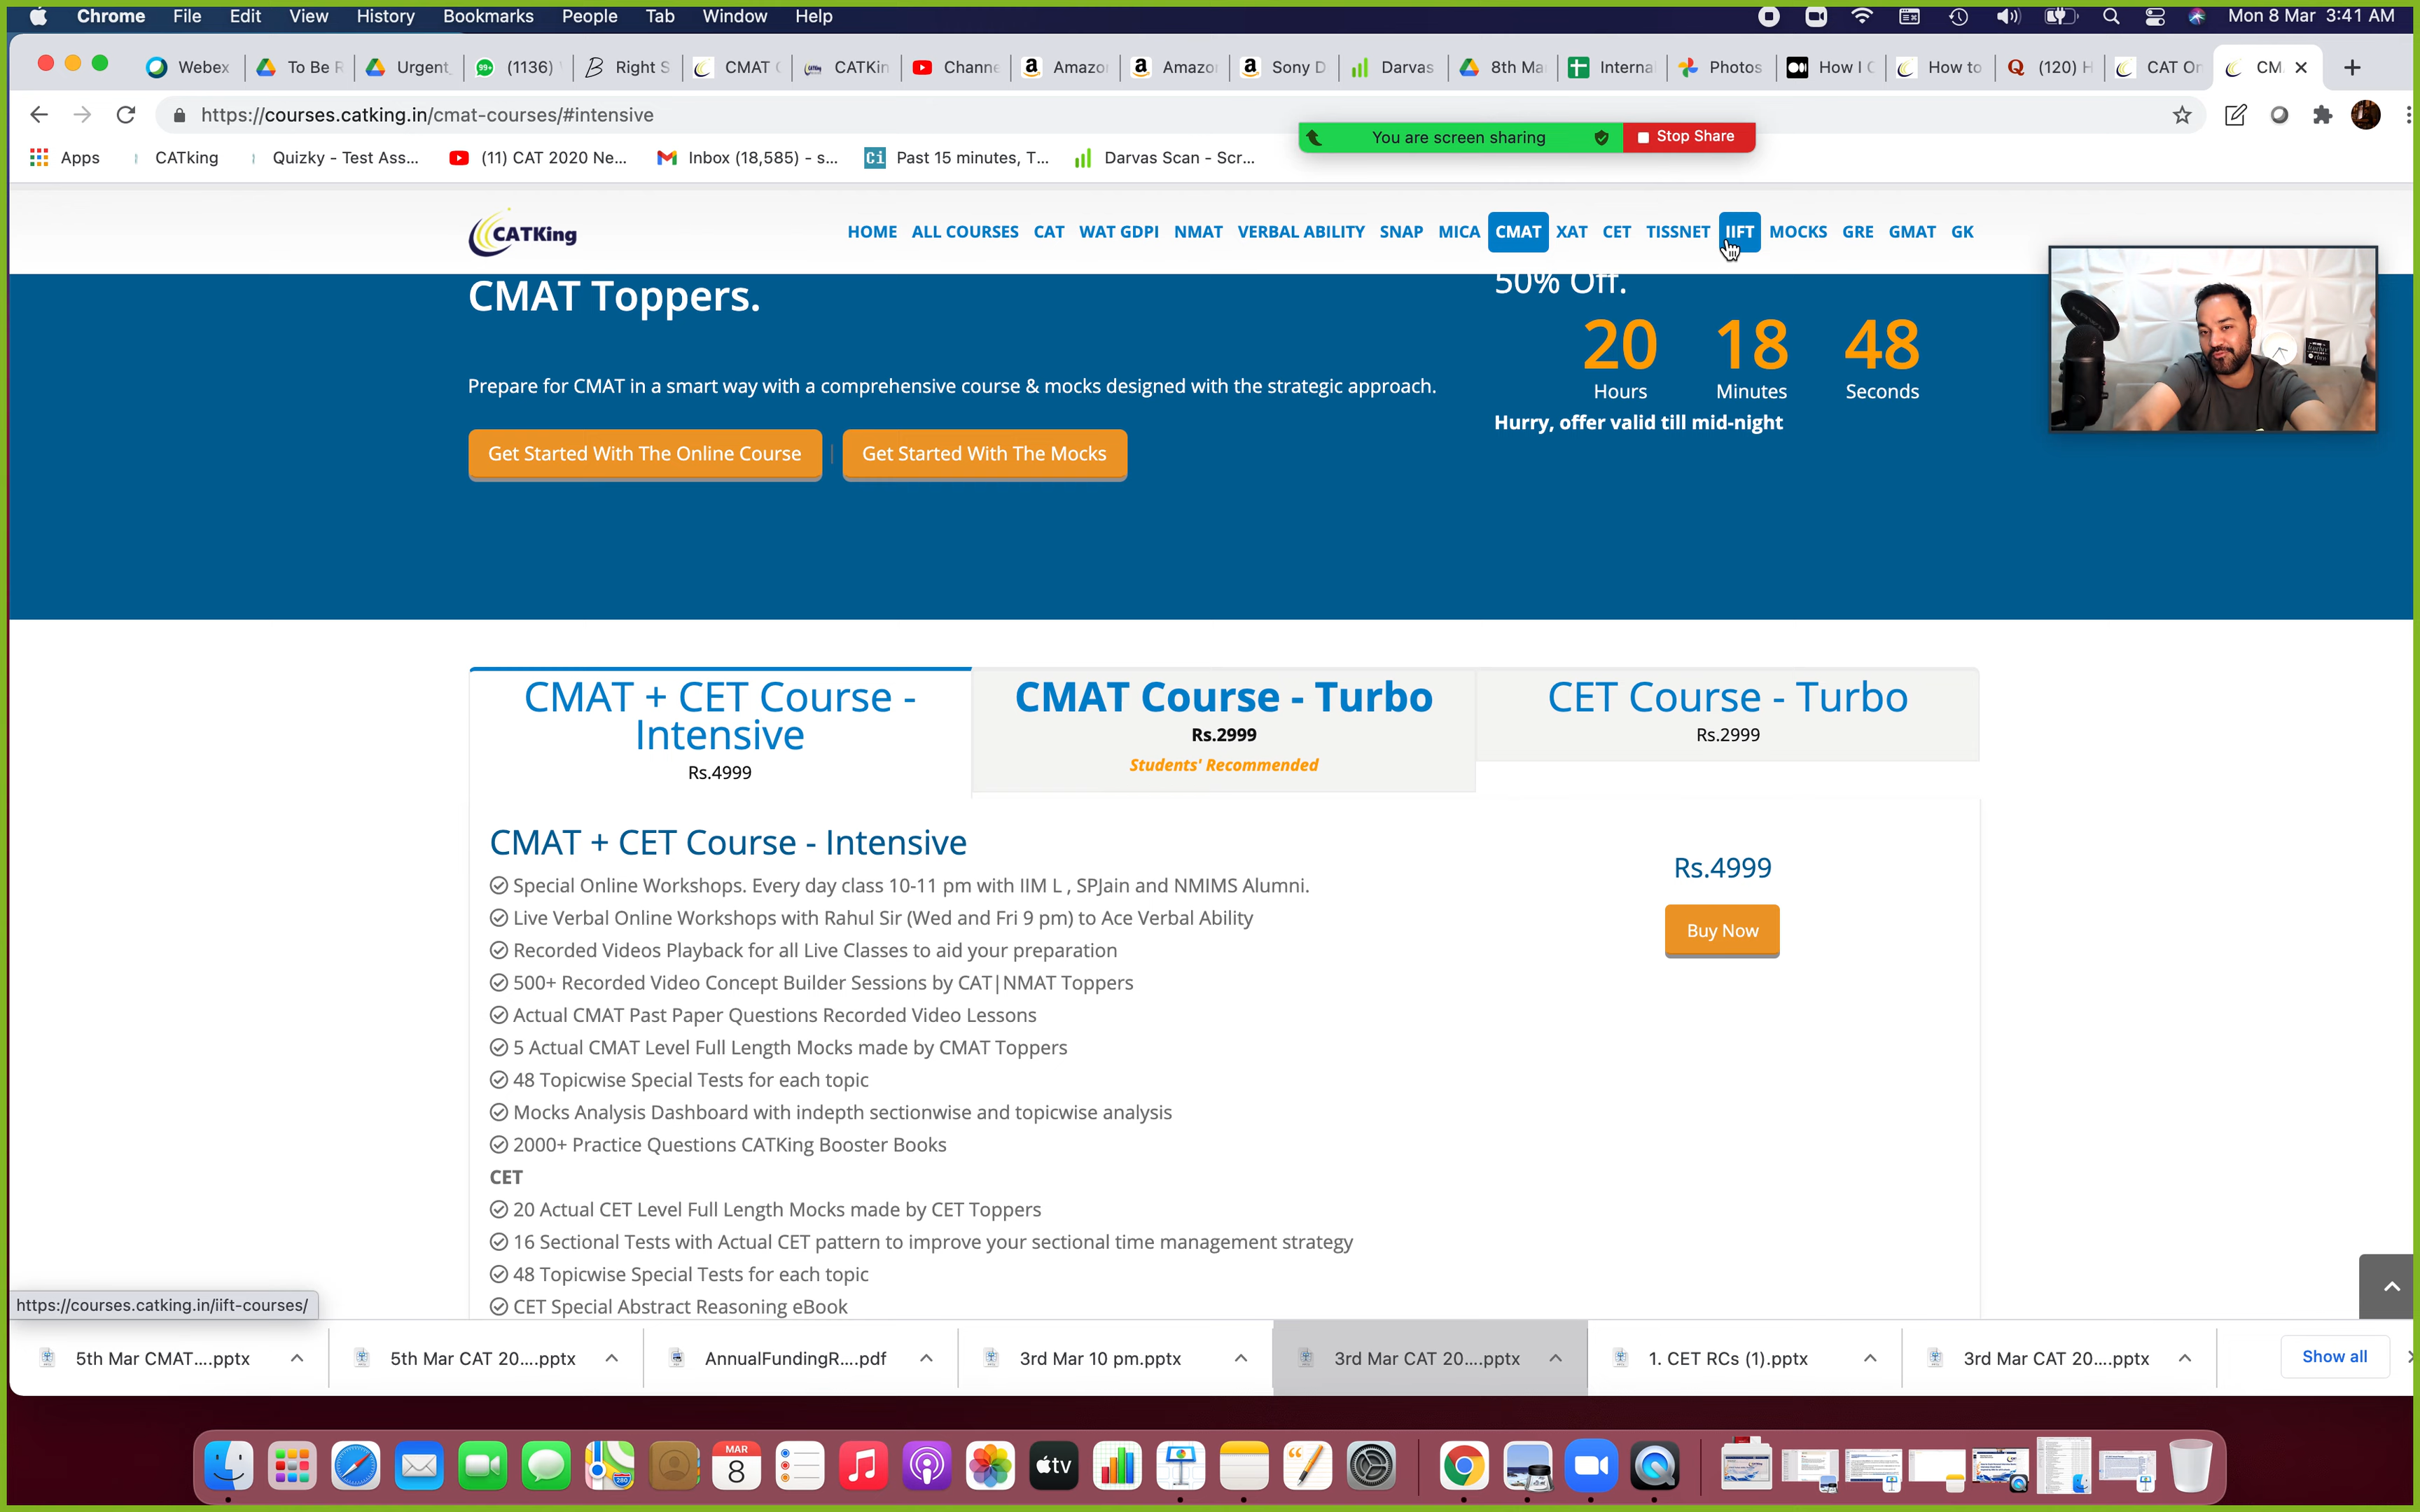 Chrome File Edit View History Bookmarks People Tab Window Help Mon 8 Mar 3:41 AM
Webex To Be R Urgent (1136) Right S CMAT CATKin Channe Amazo Amazo Sony D Darvas 8th Ma Interna Photos How I C How to (120) H CAT On CM
https://courses.catking.in/cmat-courses/#intensive
You are screen sharing Stop Share
Apps CATking Quizky - Test Ass... (11) CAT 2020 Ne... Inbox (18,585) - s... Past 15 minutes, T... Darvas Scan - Scr...
CATKing HOME ALL COURSES CAT WAT GDPI NMAT VERBAL ABILITY SNAP MICA CMAT XAT CET TISSNET IIFT MOCKS GRE GMAT GK
CMAT Toppers.
50% Off.
20 18 48
Hours Minutes Seconds
Prepare for CMAT in a smart way with a comprehensive course & mocks designed with the strategic approach.
Hurry, offer valid till mid-night
Get Started With The Online Course | Get Started With The Mocks
CMAT + CET Course - Intensive
Rs.4999
CMAT Course - Turbo
Rs.2999
Students' Recommended
CET Course - Turbo
Rs.2999
CMAT + CET Course - Intensive
Special Online Workshops. Every day class 10-11 pm with IIM L , SPJain and NMIMS Alumni.
Live Verbal Online Workshops with Rahul Sir (Wed and Fri 9 pm) to Ace Verbal Ability
Recorded Videos Playback for all Live Classes to aid your preparation
500+ Recorded Video Concept Builder Sessions by CAT|NMAT Toppers
Actual CMAT Past Paper Questions Recorded Video Lessons
5 Actual CMAT Level Full Length Mocks made by CMAT Toppers
48 Topicwise Special Tests for each topic
Mocks Analysis Dashboard with indepth sectionwise and topicwise analysis
2000+ Practice Questions CATKing Booster Books
CET
20 Actual CET Level Full Length Mocks made by CET Toppers
16 Sectional Tests with Actual CET pattern to improve your sectional time management strategy
48 Topicwise Special Tests for each topic
CET Special Abstract Reasoning eBook
Rs.4999
Buy Now
https://courses.catking.in/iift-courses/
5th Mar CMAT....pptx 5th Mar CAT 20....pptx AnnualFundingR....pdf 3rd Mar 10 pm.pptx 3rd Mar CAT 20....pptx 1. CET RCs (1).pptx 3rd Mar CAT 20....pptx Show all
MAR
8
tv